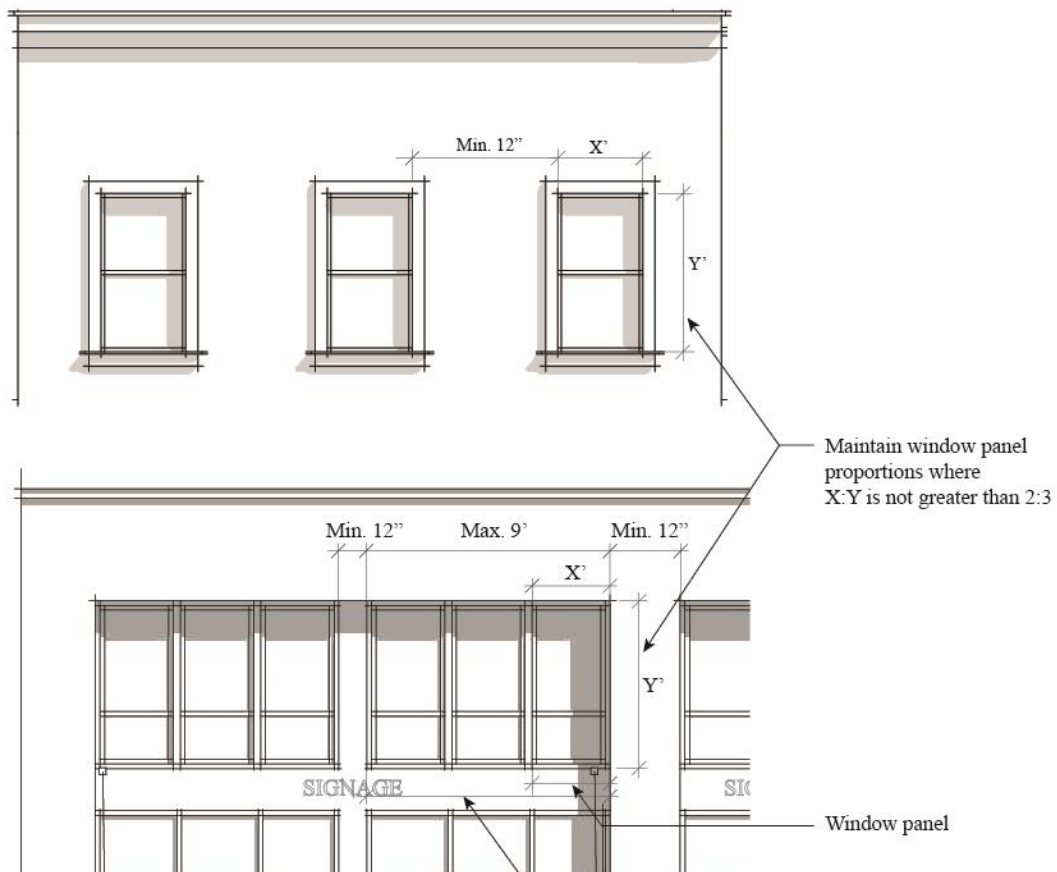 Min. 12”
X’
Y’
Maintain window panel
proportions where
X:Y is not greater than 2:3
Min. 12”
Max. 9’
Min. 12”
X’
Y’
SIGNAGE
SIG
Window panel